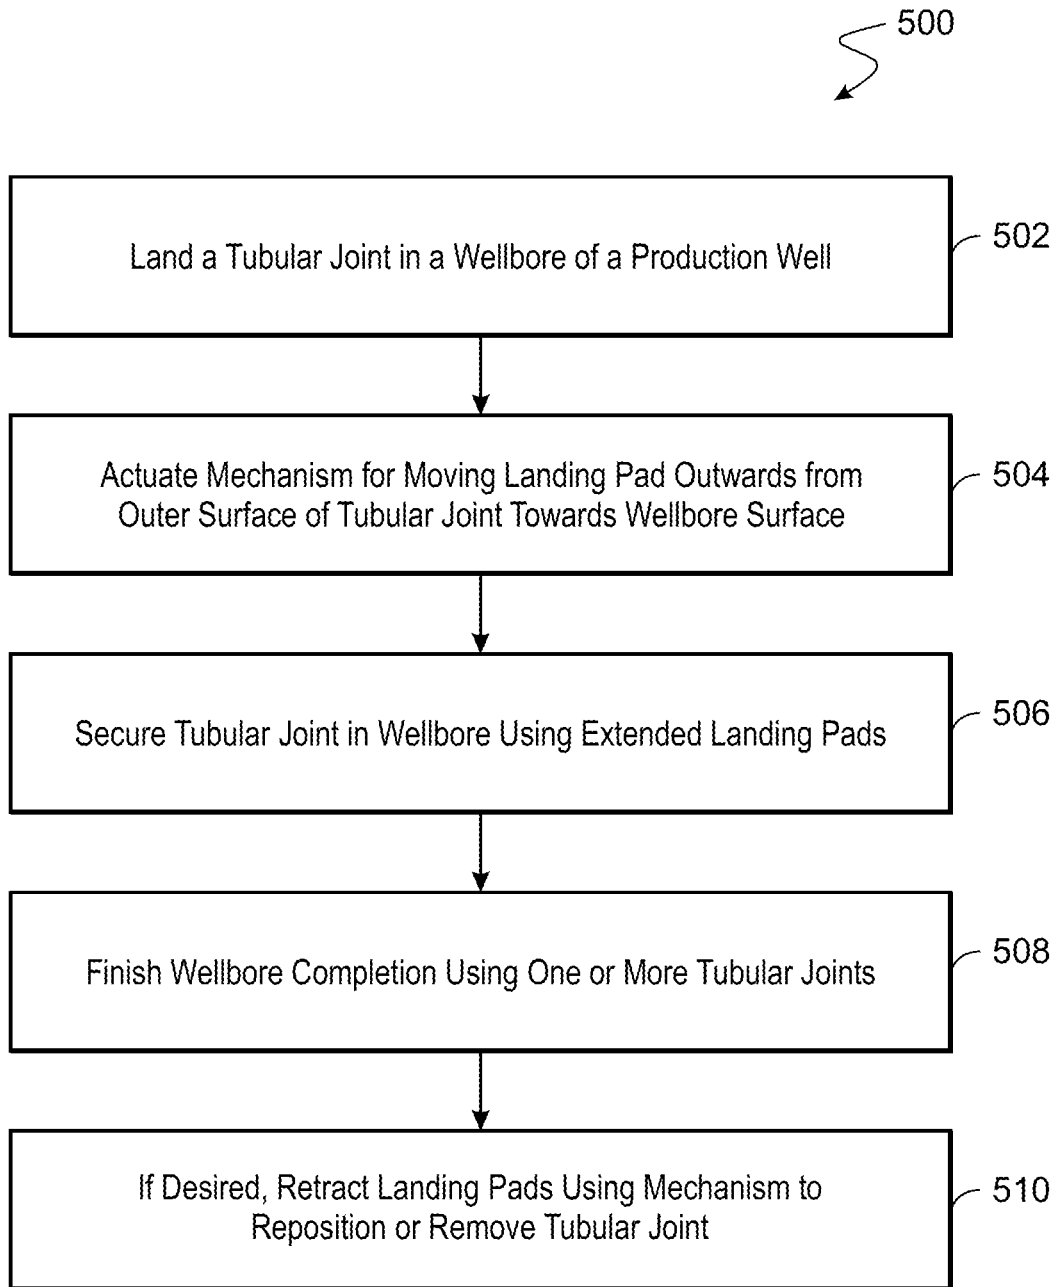 500
Land a Tubular Joint in a Wellbore of a Production Well
502
Actuate Mechanism for Moving Landing Pad Outwards from
Outer Surface of Tubular Joint Towards Wellbore Surface
504
Secure Tubular Joint in Wellbore Using Extended Landing Pads
506
Finish Wellbore Completion Using One or More Tubular Joints
508
If Desired, Retract Landing Pads Using Mechanism to
Reposition or Remove Tubular Joint
510